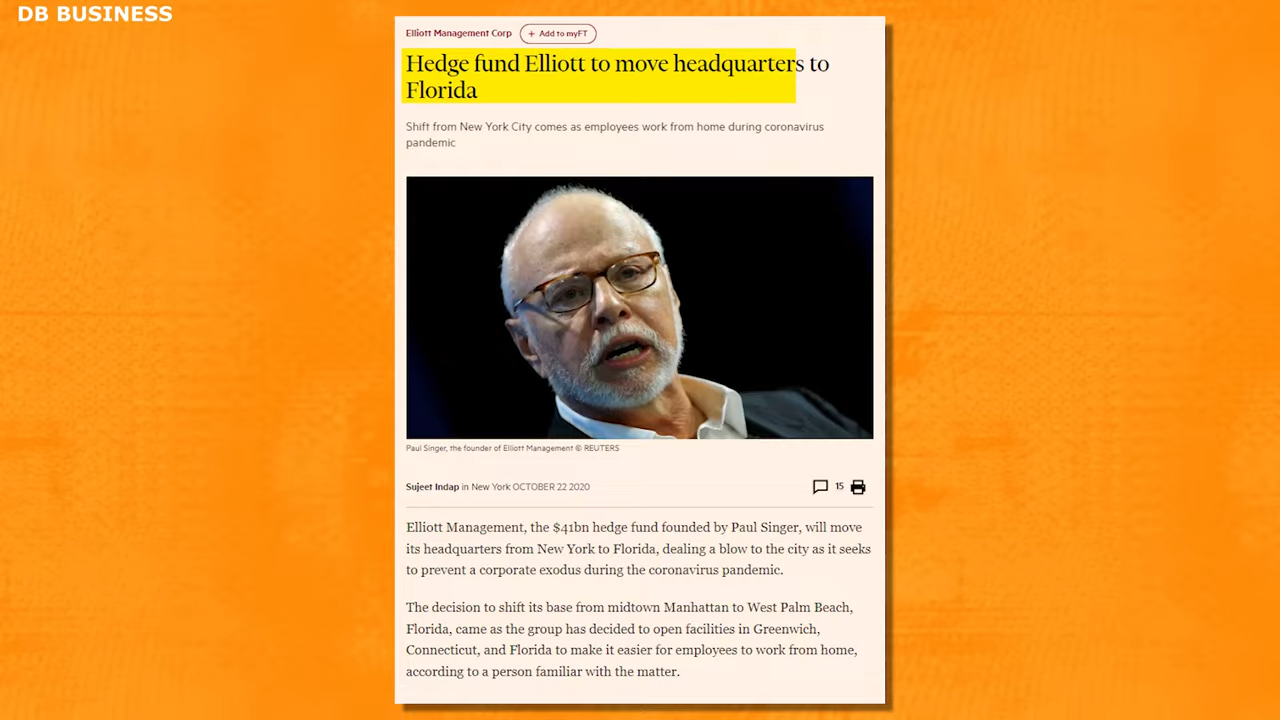 DB BUSINESS
Elliott Management Corp + Add to myFT
Hedge fund Elliott to move headquarters to
Florida
Shift from New York City comes as employees work from home during coronavirus
pandemic
Paul Singer, the founder of Elliott Management © REUTERS
Sujeet Indap in New York OCTOBER 22 2020 15
Elliott Management, the $41bn hedge fund founded by Paul Singer, will move
its headquarters from New York to Florida, dealing a blow to the city as it seeks
to prevent a corporate exodus during the coronavirus pandemic.
The decision to shift its base from midtown Manhattan to West Palm Beach,
Florida, came as the group has decided to open facilities in Greenwich,
Connecticut, and Florida to make it easier for employees to work from home,
according to a person familiar with the matter.